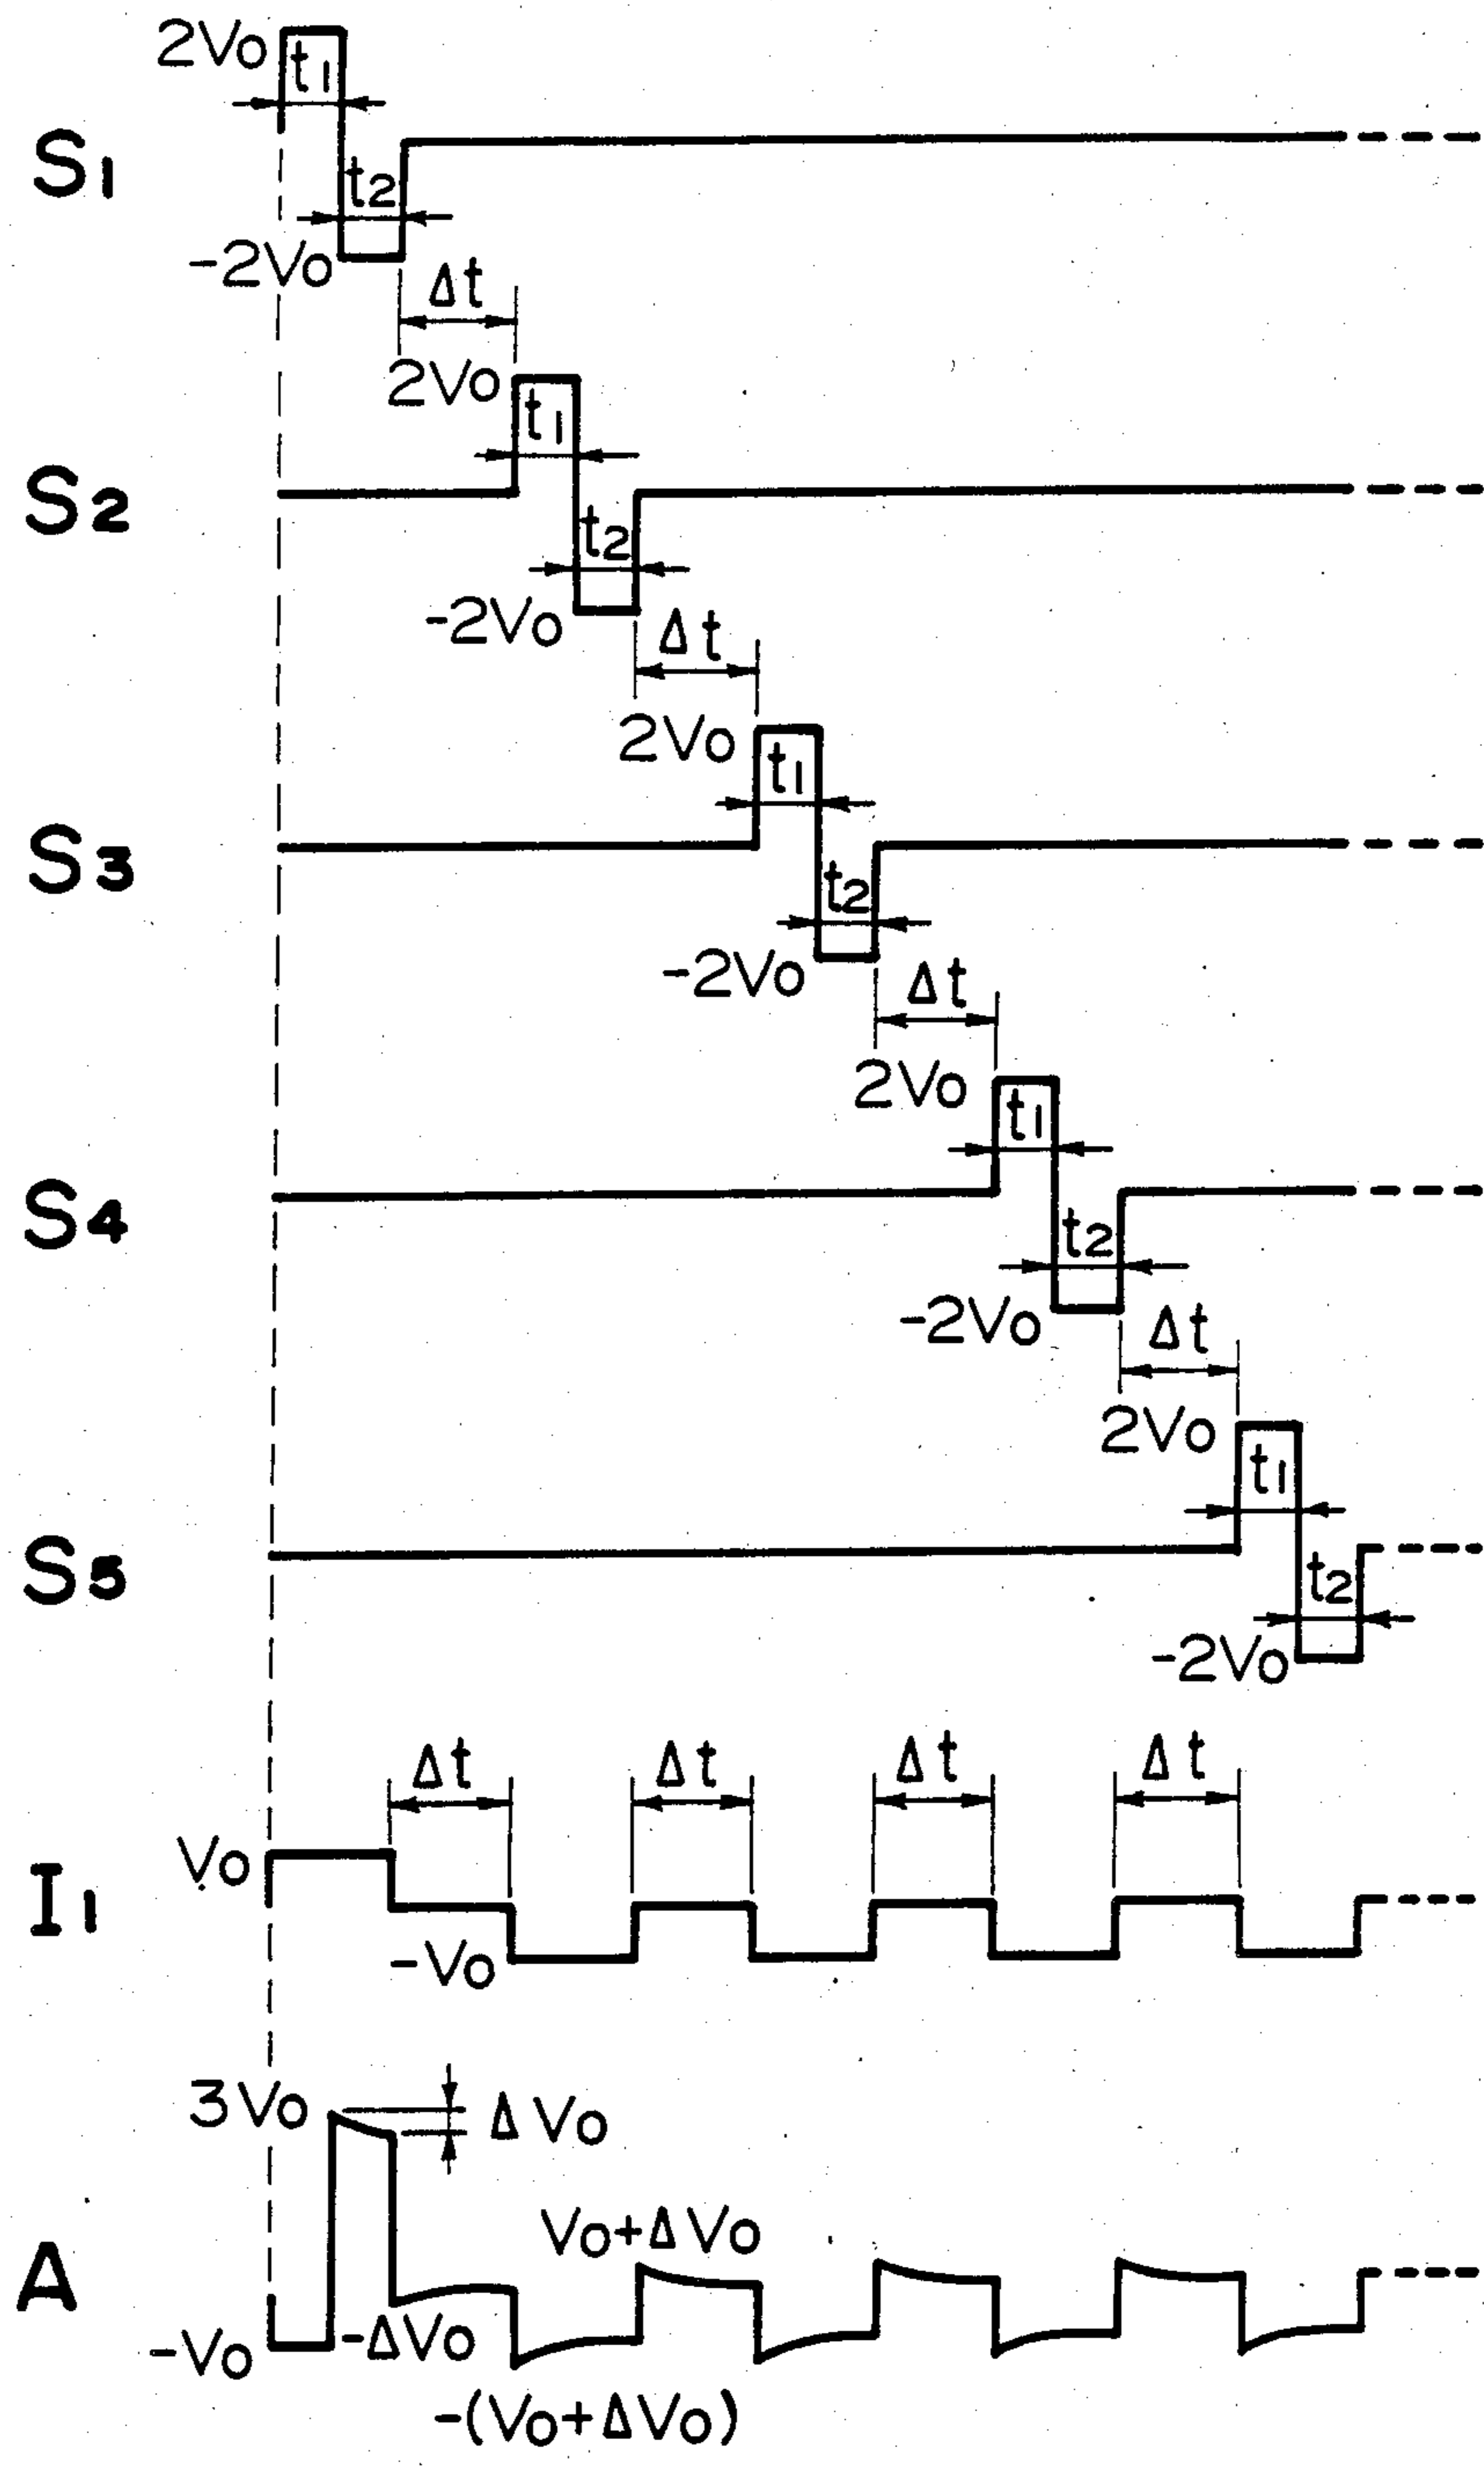 2Vo
t1
S1
t2
-2Vo
Δt
2Vo
t1
S2
t2
-2Vo
Δt
2Vo
t1
S3
t2
-2Vo
Δt
2Vo
t1
S4
t2
-2Vo
Δt
2Vo
t1
S5
t2
-2Vo
Δt Δt Δt Δt
Vo
I1
-Vo
3Vo ΔVo
Vo+ΔVo
A
-Vo -ΔVo
-(Vo+ΔVo)